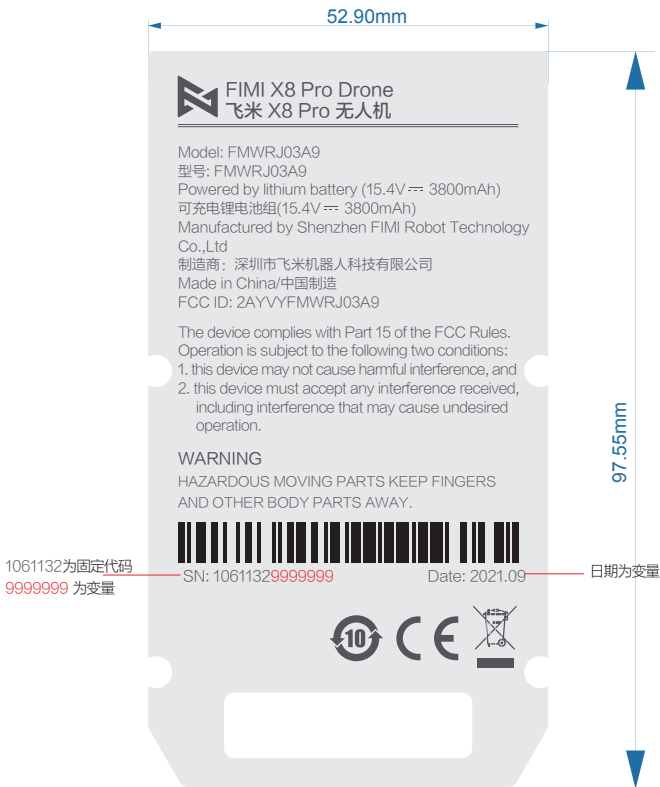 52.90mm
FIMI X8 Pro Drone
飞米 X8 Pro 无人机
Model: FMWRJ03A9
型号: FMWRJ03A9
Powered by lithium battery (15.4V⎓ 3800mAh)
可充电锂电池组(15.4V⎓ 3800mAh)
Manufactured by Shenzhen FIMI Robot Technology
Co.,Ltd
制造商：深圳市飞米机器人科技有限公司
Made in China/中国制造
FCC ID: 2AYVYFMWRJ03A9
The device complies with Part 15 of the FCC Rules.
Operation is subject to the following two conditions:
1. this device may not cause harmful interference, and
2. this device must accept any interference received,
including interference that may cause undesired
operation.
97.55mm
WARNING
HAZARDOUS MOVING PARTS KEEP FINGERS
AND OTHER BODY PARTS AWAY.
1061132为固定代码
9999999 为变量
SN: 10611329999999
Date: 2021.09
日期为变量
10
CE